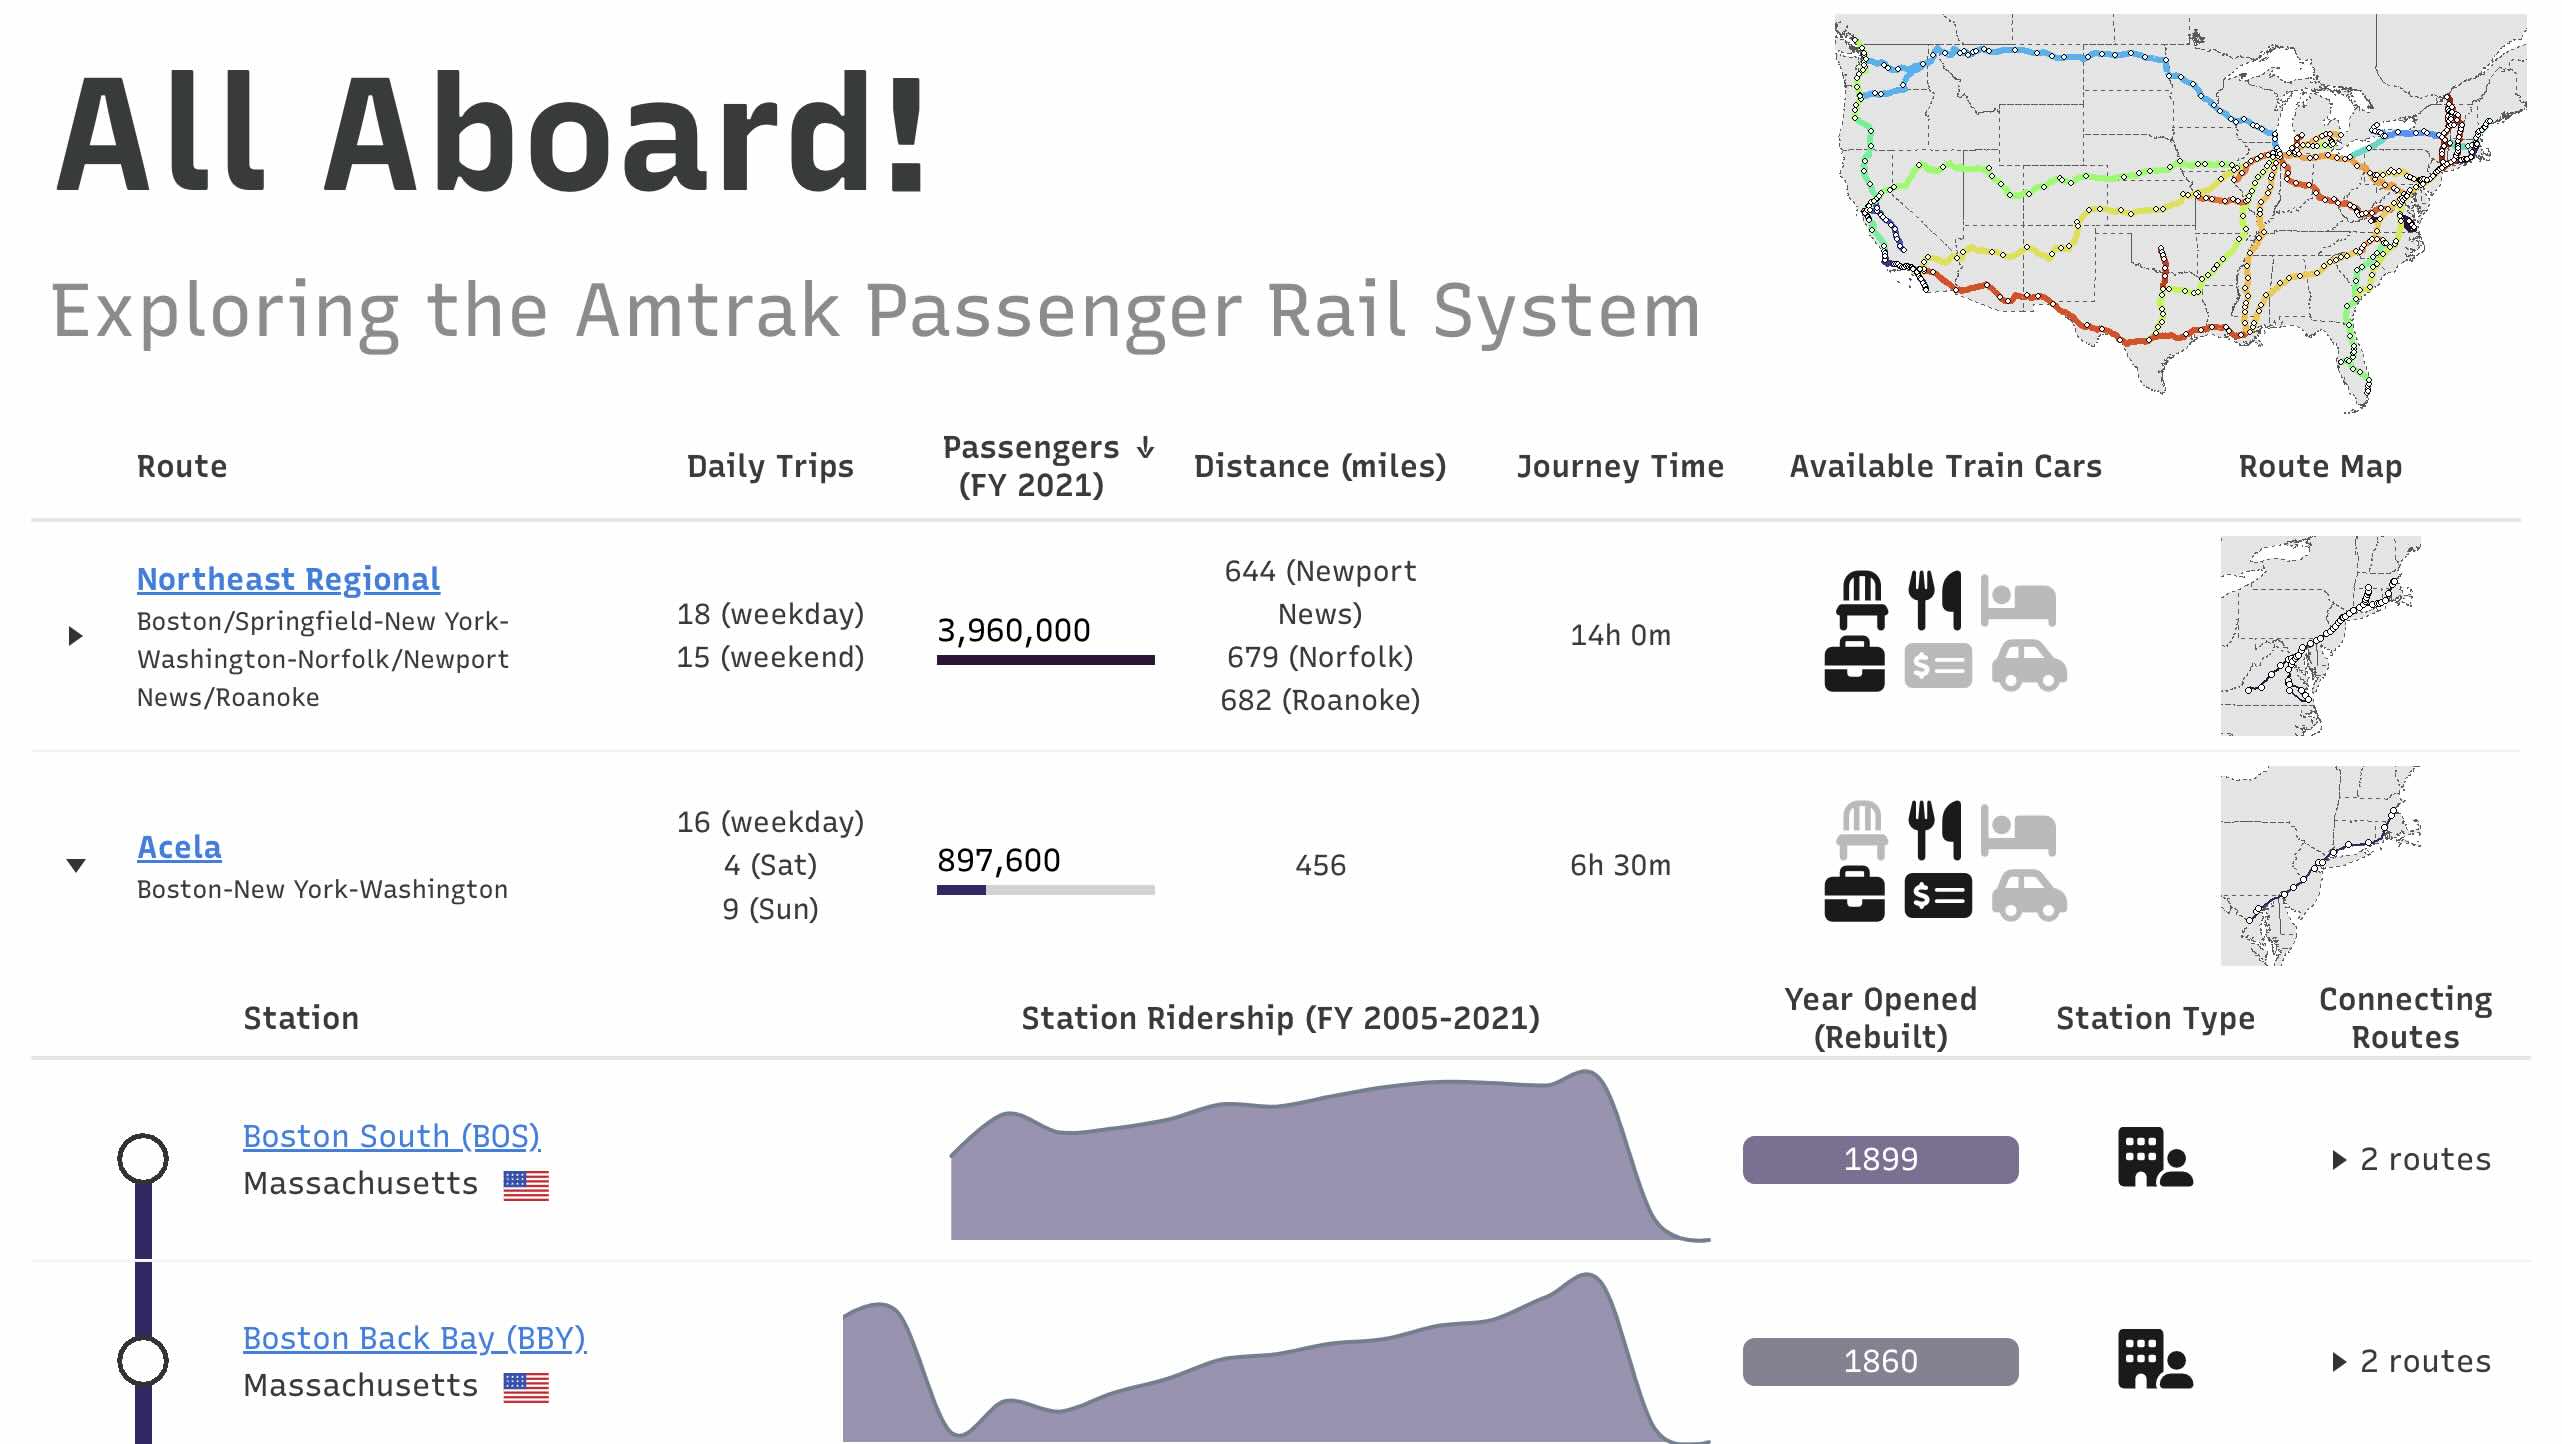 All Aboard!
Exploring the Amtrak Passenger Rail System
Route
Daily Trips
Passengers
(FY 2021)
Distance (miles)
Journey Time
Available Train Cars
Route Map
Northeast Regional
Boston/Springfield-New York-
Washington-Norfolk/Newport
News/Roanoke
18 (weekday)
15 (weekend)
3,960,000
644 (Newport
News)
679 (Norfolk)
682 (Roanoke)
14h 0m
Acela
Boston-New York-Washington
16 (weekday)
4 (Sat)
9 (Sun)
897,600
456
6h 30m
Station
Station Ridership (FY 2005-2021)
Year Opened
(Rebuilt)
Station Type
Connecting
Routes
Boston South (BOS)
Massachusetts
1899
2 routes
Boston Back Bay (BBY)
Massachusetts
1860
2 routes